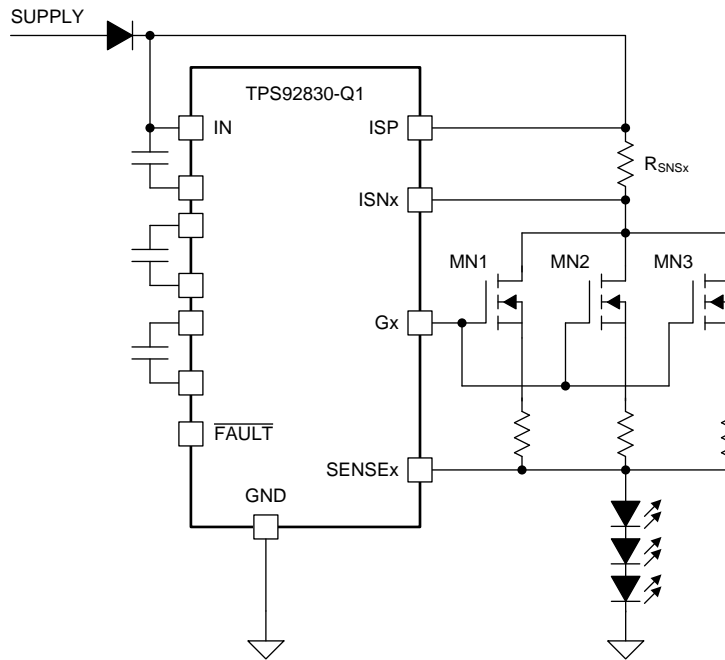 SUPPLY
TPS92830-Q1
IN
ISP
RSNSx
ISNx
MN1
MN2
MN3
Gx
FAULT
SENSEx
GND